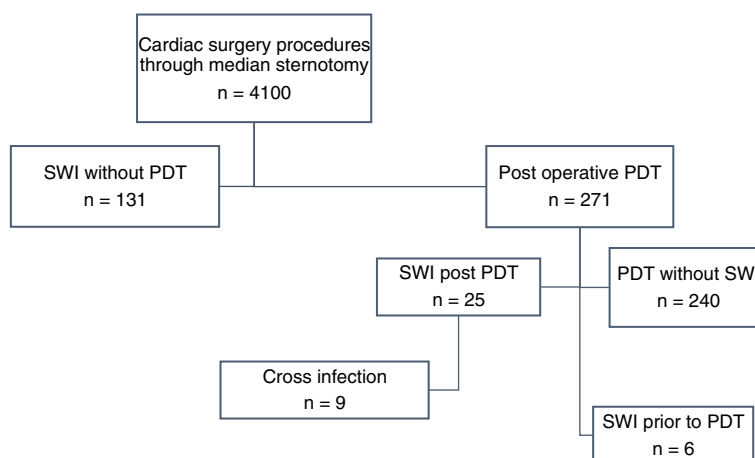 Cardiac surgery procedures
through median sternotomy
n = 4100
SWI without PDT
n = 131
Post operative PDT
n = 271
SWI post PDT
n = 25
PDT without SW
n = 240
Cross infection
n = 9
SWI prior to PDT
n = 6